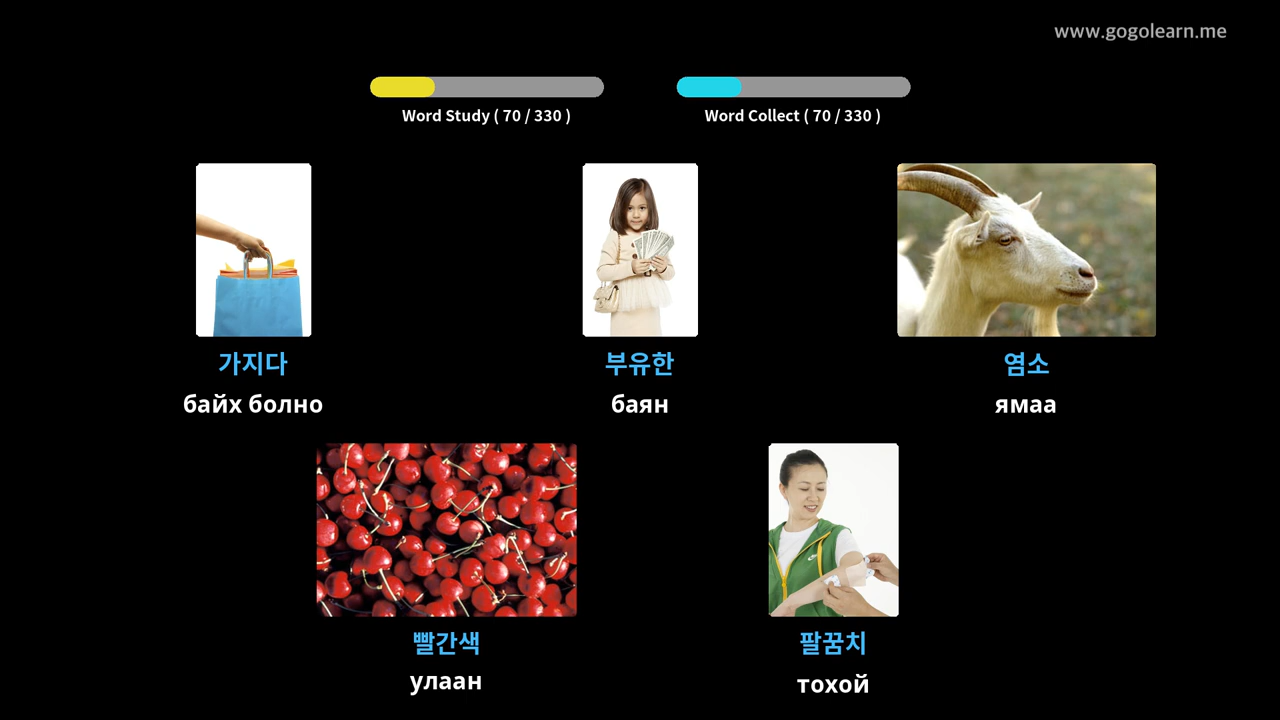 www.gogolearn.me
Word Study ( 70 / 330 )
Word Collect ( 70 / 330 )
가지다
байх болно
부유한
баян
염소
ямаа
빨간색
улаан
팔꿈치
тохой